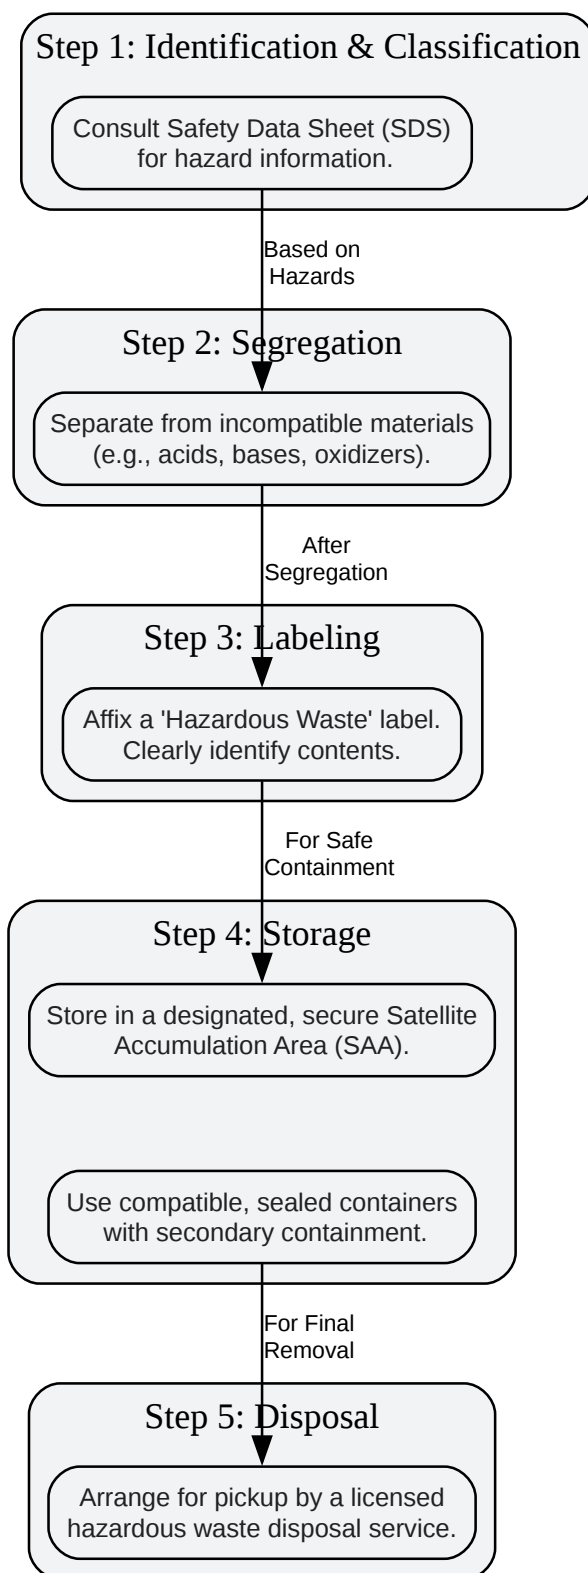 Step 1: Identification & Classification
Consult Safety Data Sheet (SDS)
for hazard information.
Based on
Hazards
Step 2: Segregation
Separate from incompatible materials
(e.g., acids, bases, oxidizers).
After
Segregation
Step 3: Labeling
Affix a 'Hazardous Waste' label.
Clearly identify contents.
For Safe
Containment
Step 4: Storage
Store in a designated, secure Satellite
Accumulation Area (SAA).
Use compatible, sealed containers
with secondary containment.
For Final
Removal
Step 5: Disposal
Arrange for pickup by a licensed
hazardous waste disposal service.